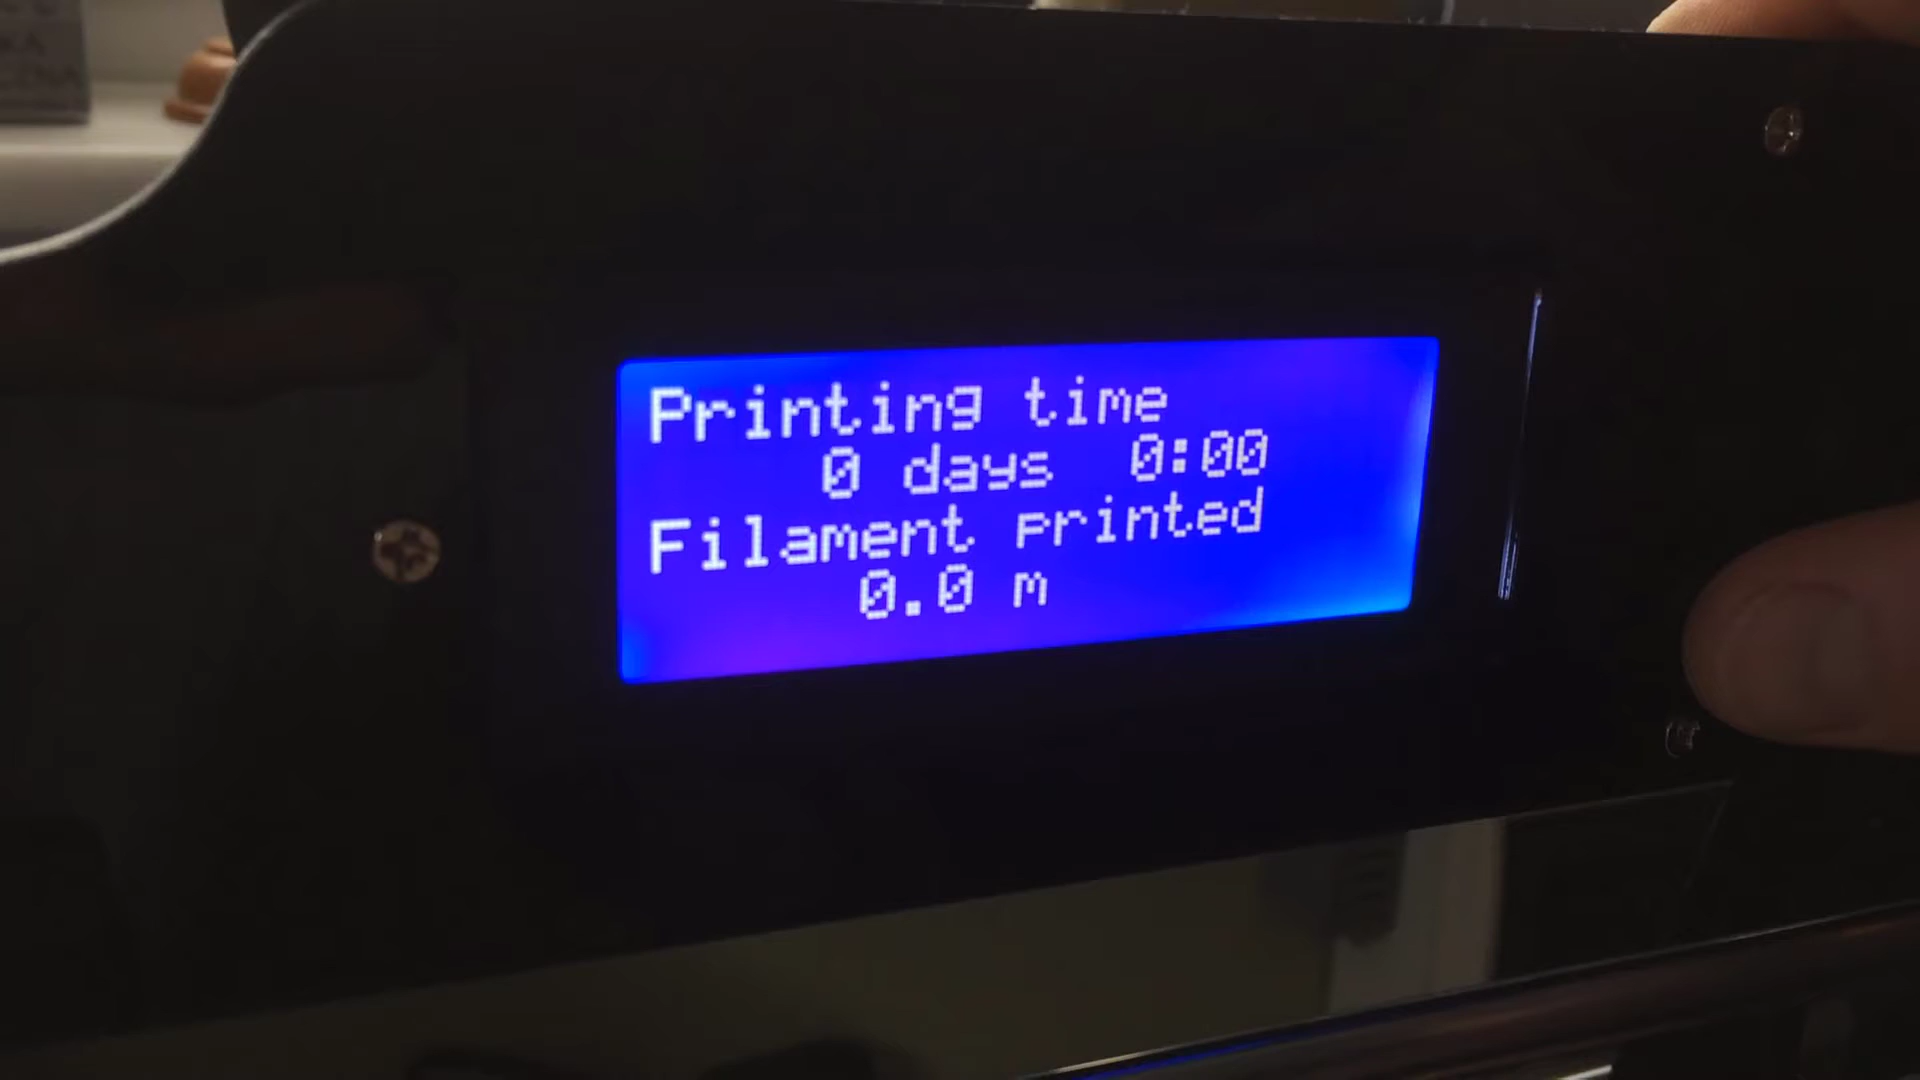 Printing time
0 days 0:00
Filament printed
0.0 m